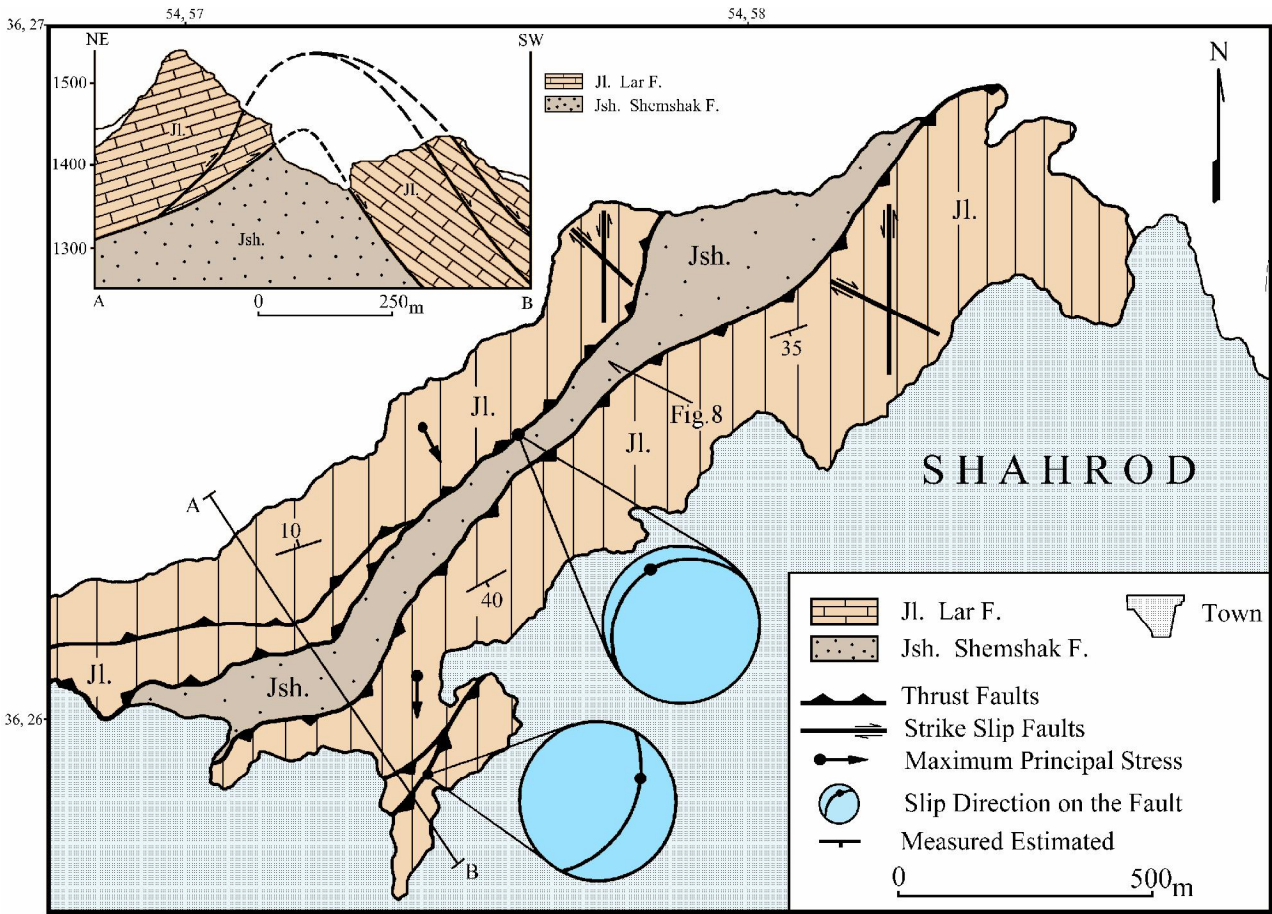 54, 57
54, 58
36, 27
NE
SW
1500
1400
1300
Jl.
Jl.
Jsh.
A
0
250m
B
Jl. Lar F.
Jsh. Shemshak F.
N
Jl.
Jsh.
35
Jl.
Fig.8
Jl.
SHAHROD
A
10
40
Jl.
Jsh.
36, 26
B
Jl. Lar F.
Town
Jsh. Shemshak F.
Thrust Faults
Strike Slip Faults
Maximum Principal Stress
Slip Direction on the Fault
Measured Estimated
0
500m